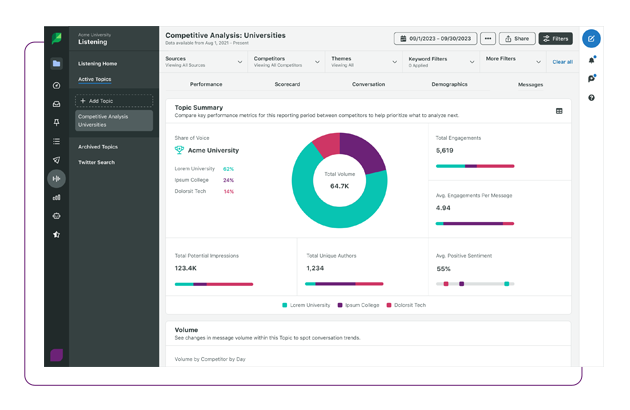 Acme University
Listening
Listening Home
Active Topics
+ Add Topic
Competitive Analysis
Universities
Archived Topics
Twitter Search
Competitive Analysis: Universities
Data available from Aug 1, 2021 - Present
09/1/2023 - 09/30/2023
Share
Filters
Sources
Viewing All Sources
Competitors
Viewing All Competitors
Themes
Viewing All
Keyword Filters
0 Applied
More Filters
Clear all
Performance
Scorecard
Conversation
Demographics
Messages
Topic Summary
Compare key performance metrics for this reporting period between competitors to help prioritize what to analyze next.
Share of Voice
Acme University
Lorem University 62%
Ipsum College 24%
Dolorsit Tech 14%
Total Volume
64.7K
Total Engagements
5,619
Avg. Engagements Per Message
4.94
Total Potential Impressions
123.4K
Total Unique Authors
1,234
Avg. Positive Sentiment
55%
Lorem University
Ipsum College
Dolorsit Tech
Volume
See changes in message volume within this Topic to spot conversation trends.
Volume by Competitor by Day